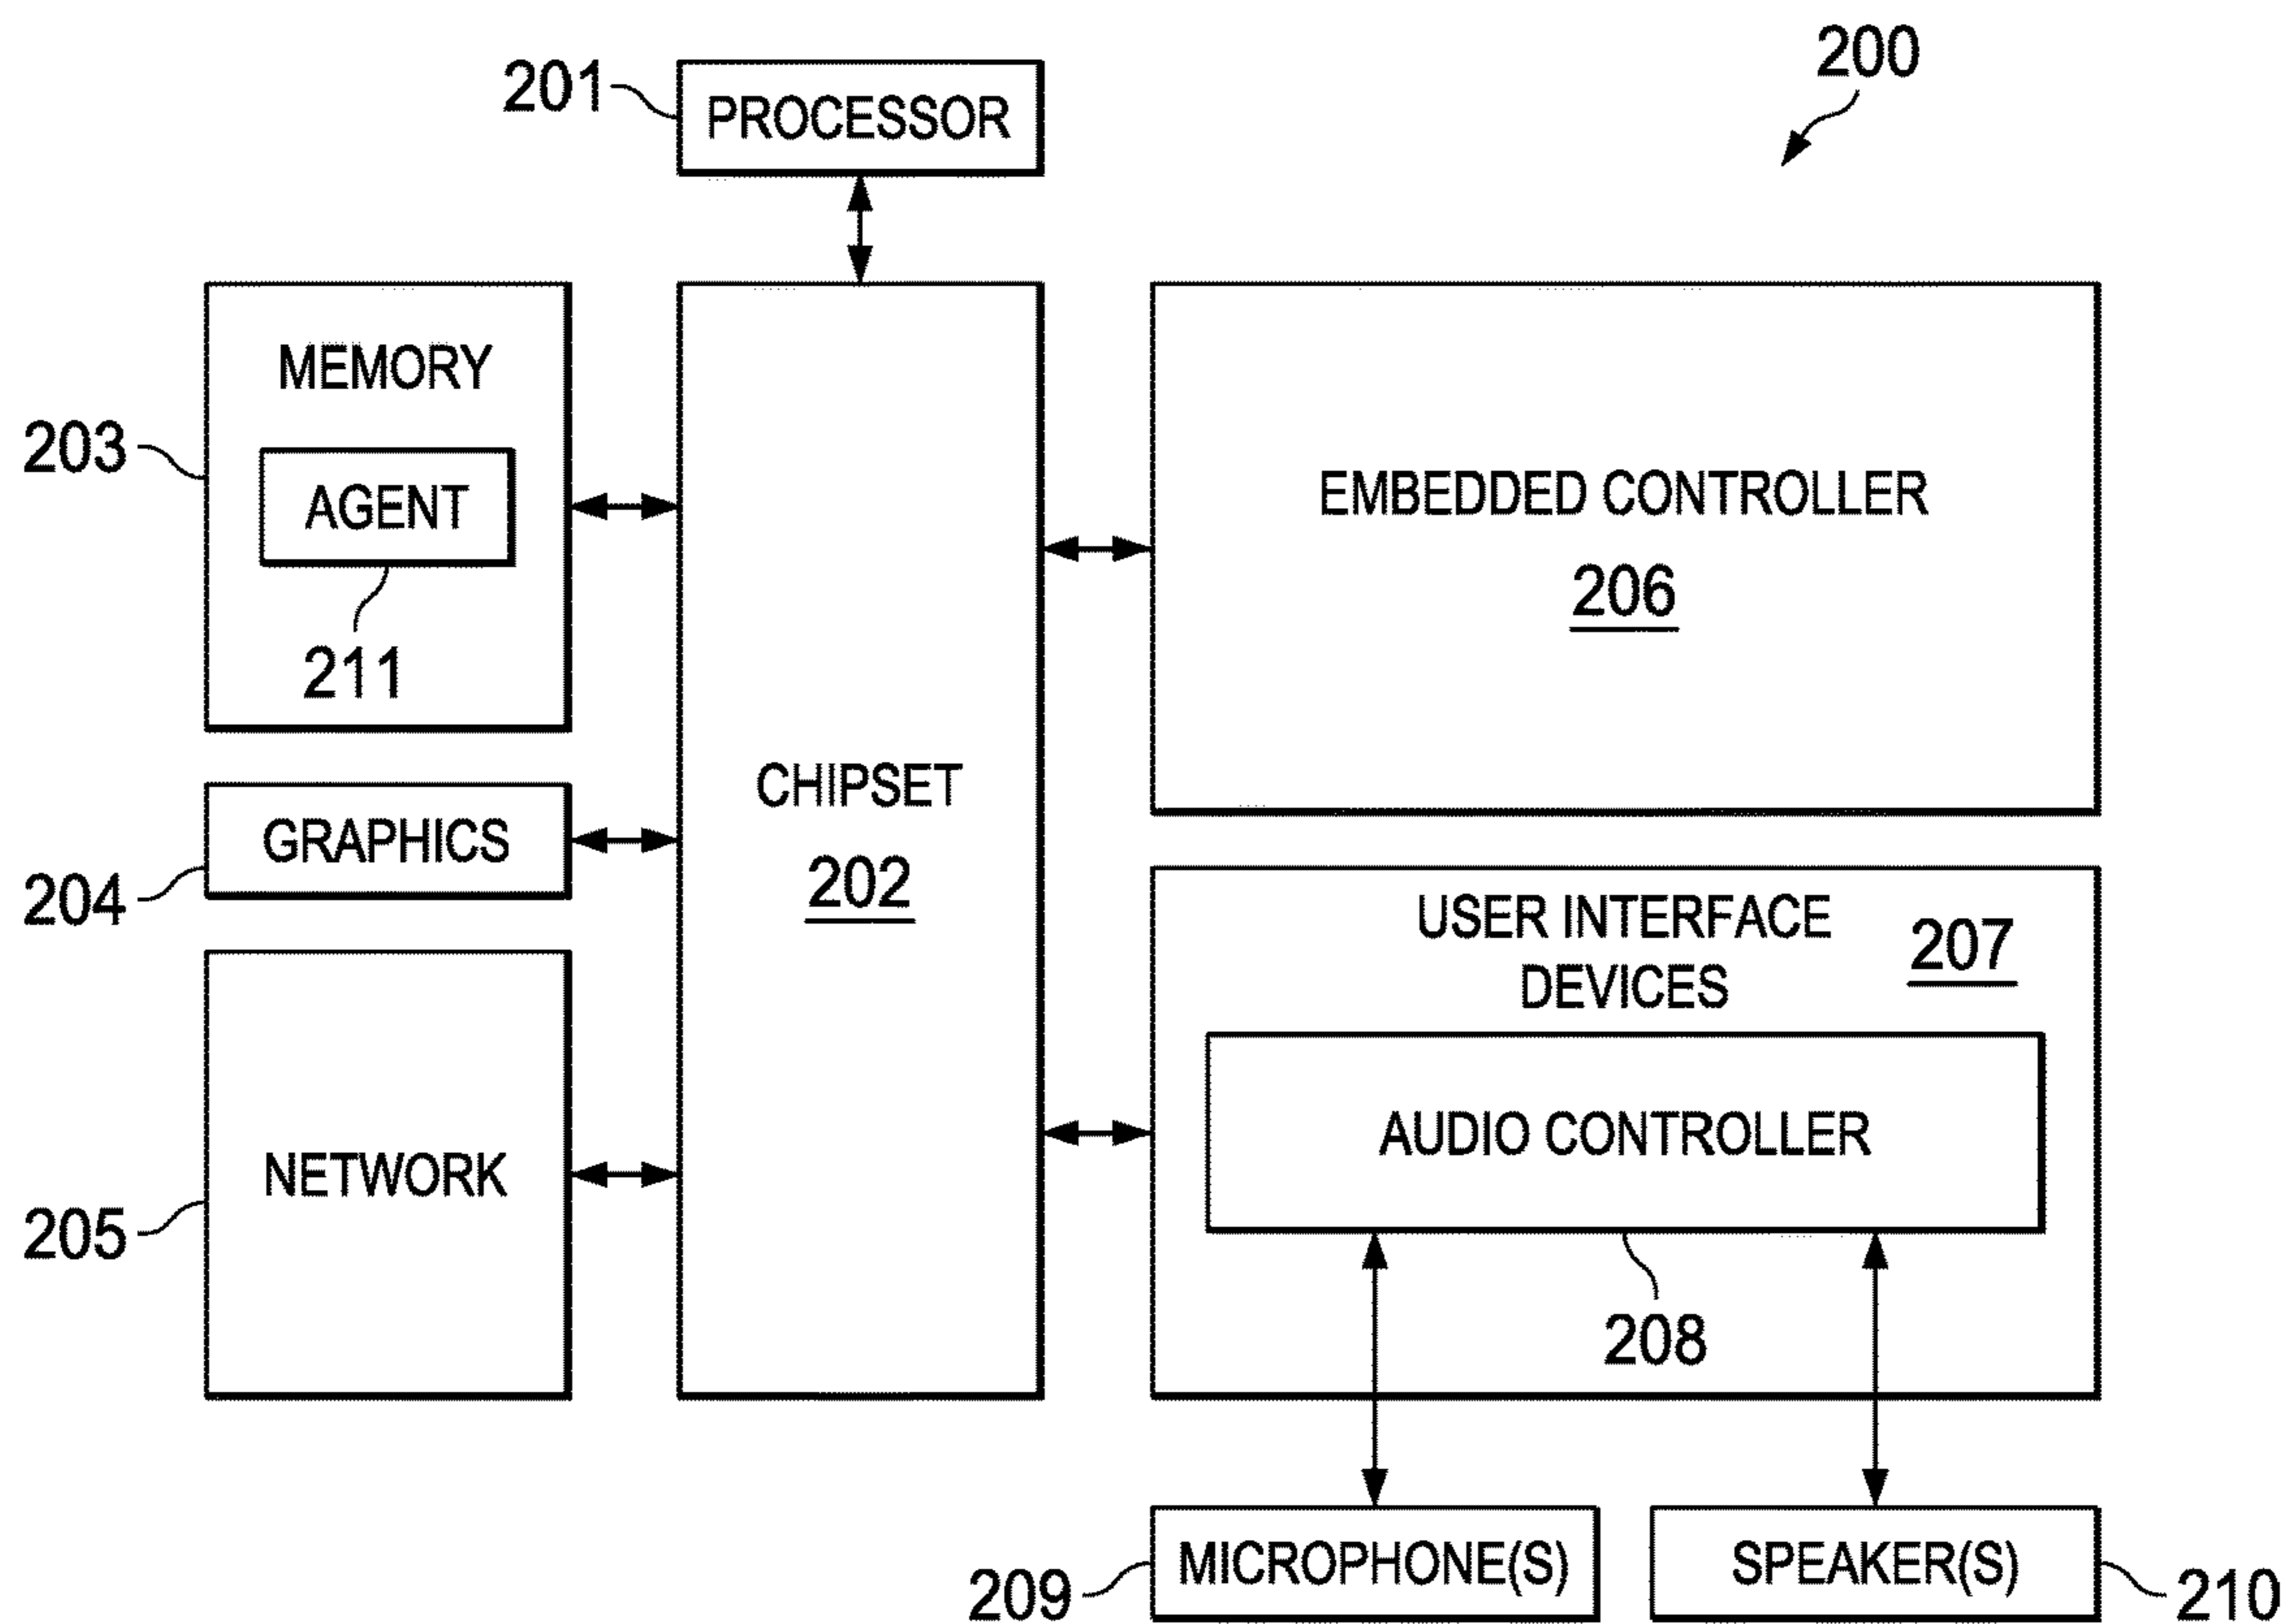 200
201
PROCESSOR
MEMORY
203
AGENT
211
EMBEDDED CONTROLLER
206
CHIPSET
202
GRAPHICS
204
USER INTERFACE
DEVICES
207
NETWORK
205
AUDIO CONTROLLER
208
MICROPHONE(S)
209
SPEAKER(S)
210